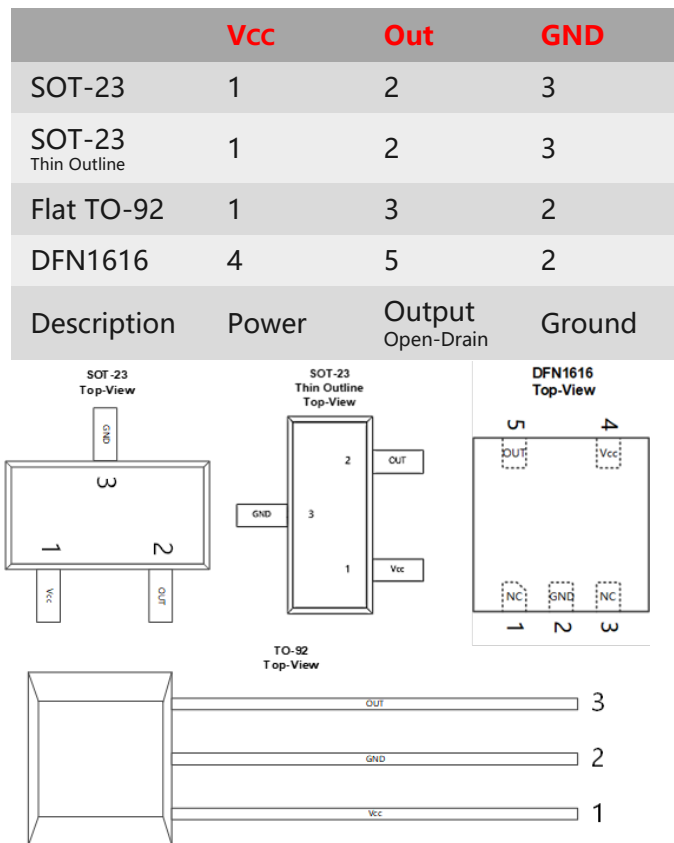 Vcc Out GND
SOT-23 1 2 3
SOT-23
Thin Outline 1 2 3
Flat TO-92 1 3 2
DFN1616 4 5 2
Description Power Output
Open-Drain Ground
SOT-23
Top-View
GND
3
1 2
Vcc OUT
SOT-23
Thin Outline
Top-View
2 OUT
GND 3
1 Vcc
DFN1616
Top-View
5 4
OUT Vcc
NC GND NC
1 2 3
TO-92
Top-View
OUT 3
GND 2
Vcc 1